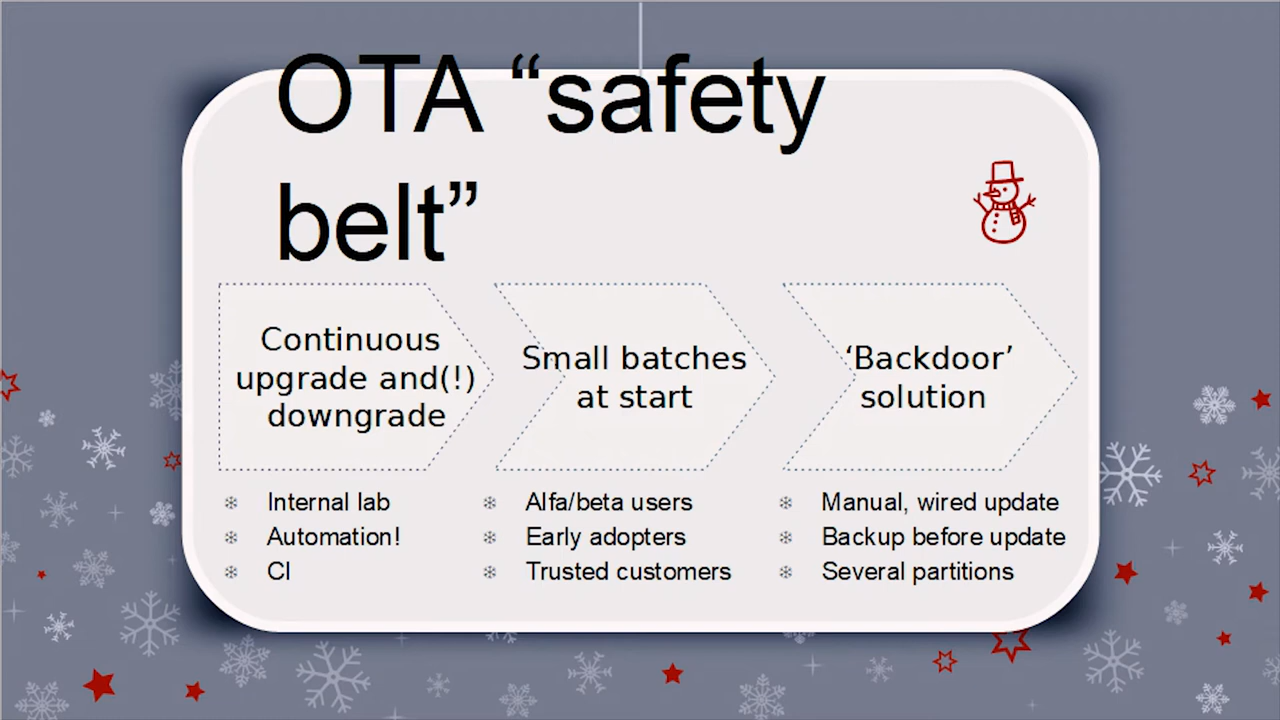 OTA “safety
belt”
Continuous
upgrade and(!)
downgrade
Internal lab
Automation!
CI
Small batches
at start
Alfa/beta users
Early adopters
Trusted customers
‘Backdoor’
solution
Manual, wired update
Backup before update
Several partitions